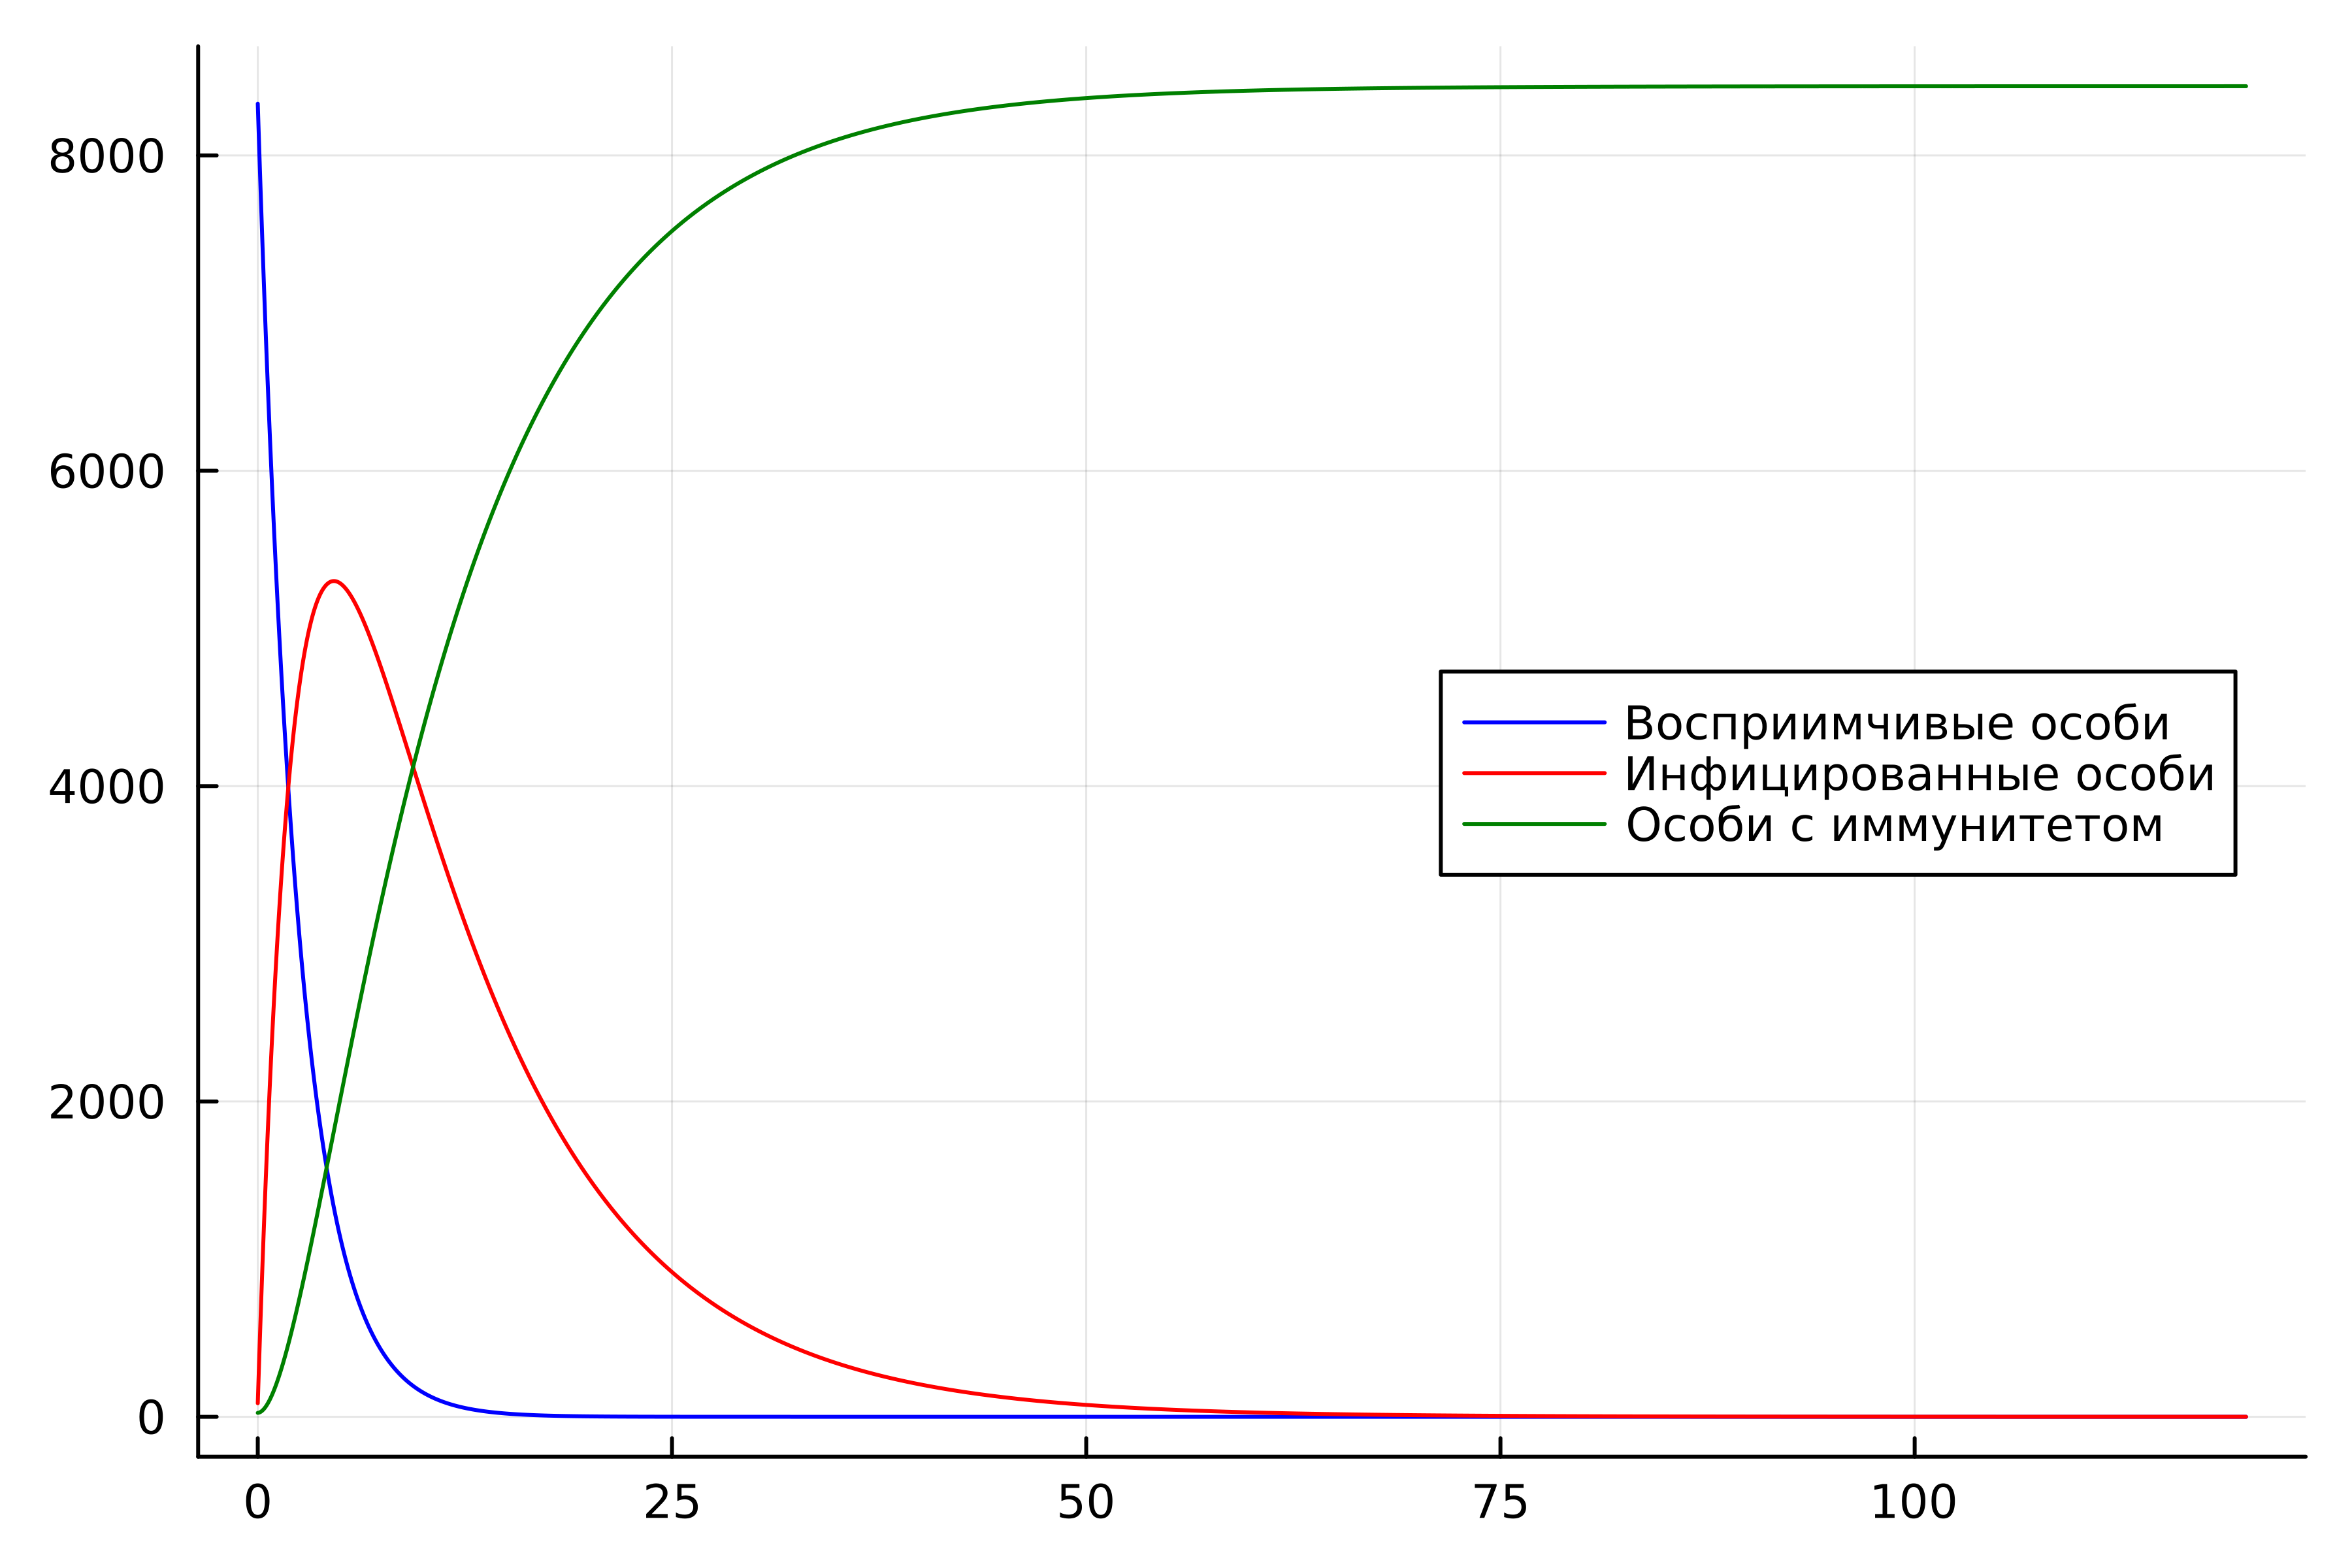 8000
6000
4000
2000
0
Восприимчивые особи
Инфицированные особи
Особи с иммунитетом
0 25 50 75 100